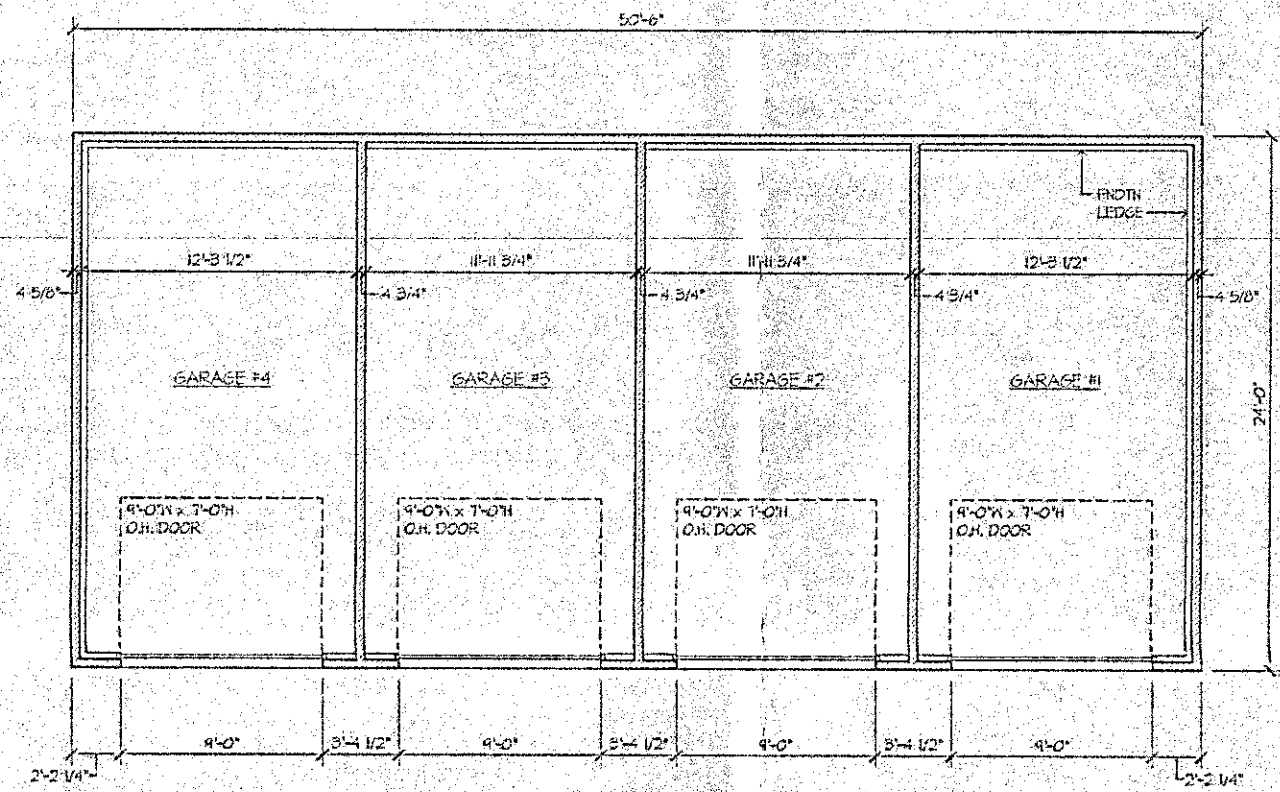 50'-6"
FNDTN
LEDGE
12'-3 1/2"
11'-11 3/4"
11'-11 3/4"
12'-3 1/2"
4 5/8"
4 3/4"
4 3/4"
4 3/4"
4 5/8"
GARAGE #4
GARAGE #3
GARAGE #2
GARAGE #1
24'-0"
9'-0"W x 7'-0"H
O.H. DOOR
9'-0"W x 7'-0"H
O.H. DOOR
9'-0"W x 7'-0"H
O.H. DOOR
9'-0"W x 7'-0"H
O.H. DOOR
9'-0"
3'-4 1/2"
9'-0"
3'-4 1/2"
9'-0"
3'-4 1/2"
9'-0"
2'-2 1/4"
2'-2 1/4"